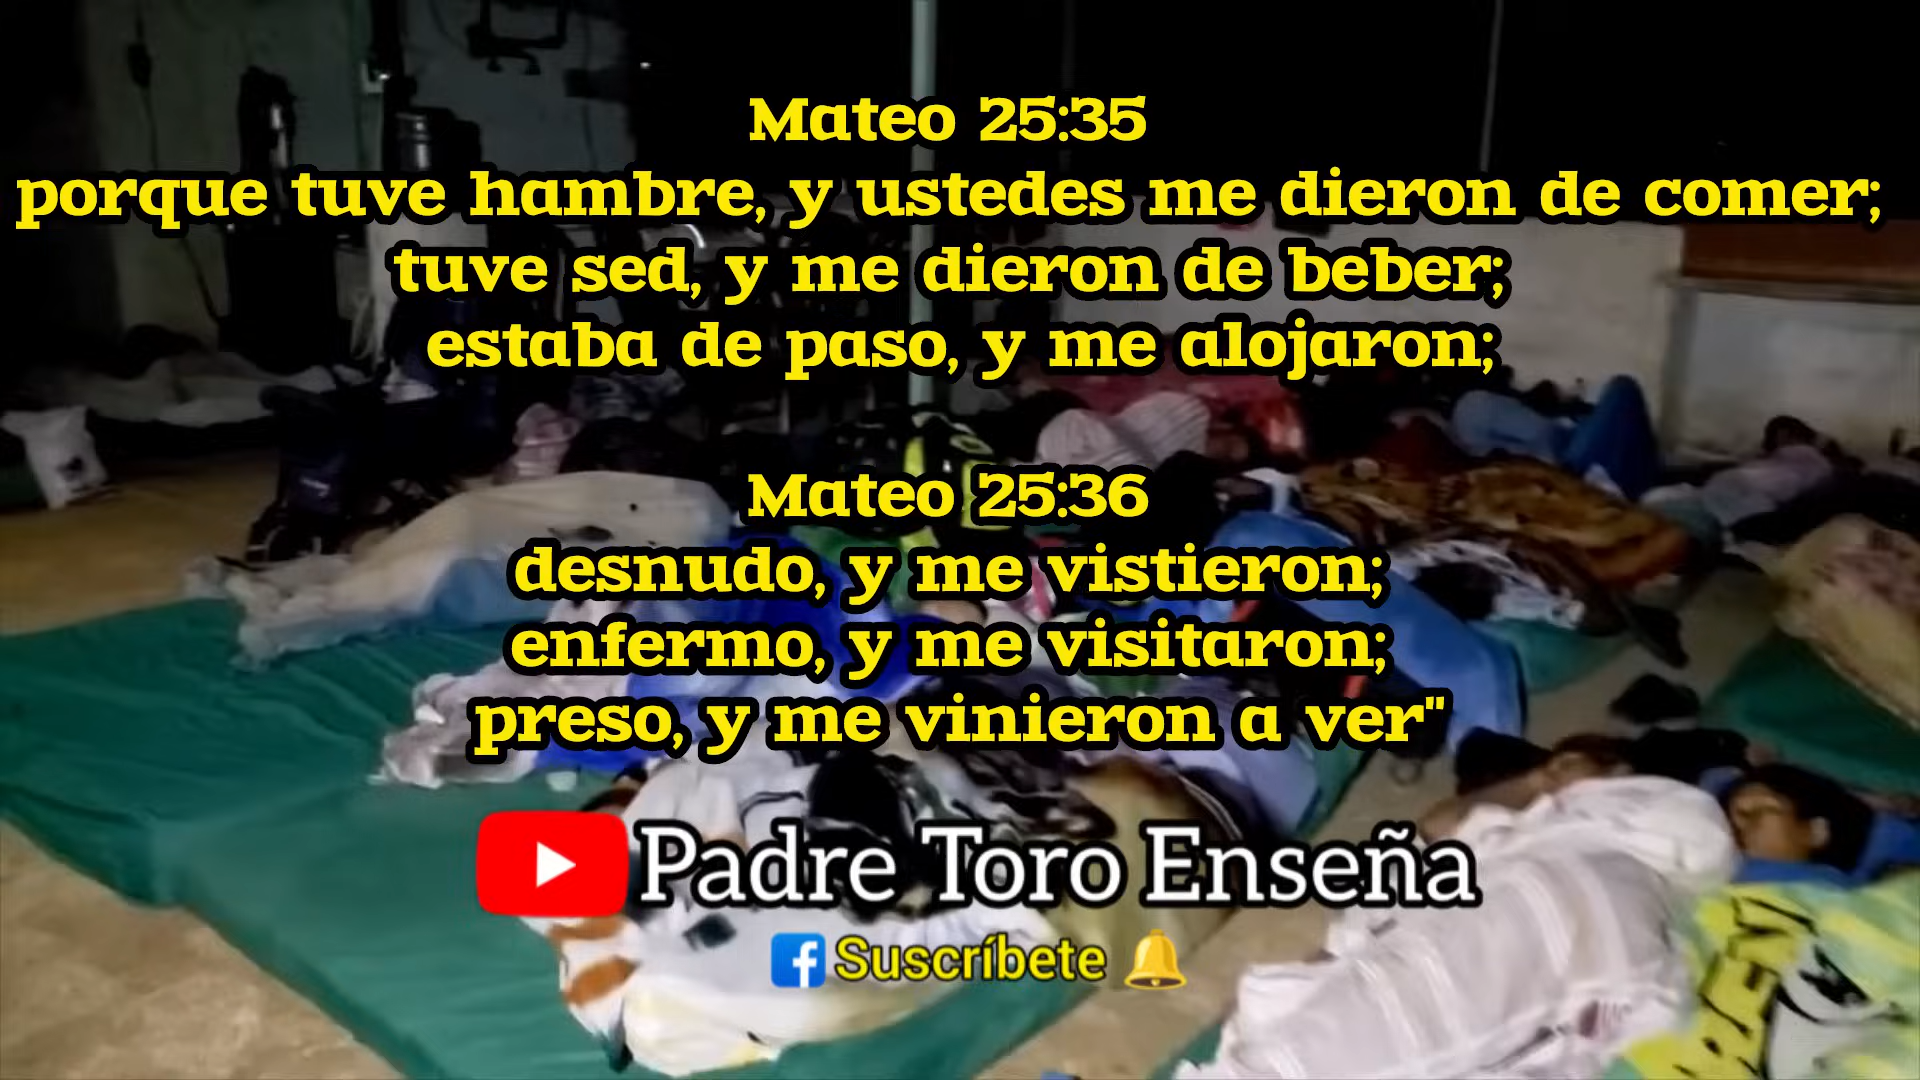 Mateo 25:35
porque tuve hambre, y ustedes me dieron de comer;
tuve sed, y me dieron de beber;
estaba de paso, y me alojaron;
Mateo 25:36
desnudo, y me vistieron;
enfermo, y me visitaron;
preso, y me vinieron a ver"
Padre Toro Enseña
Suscríbete